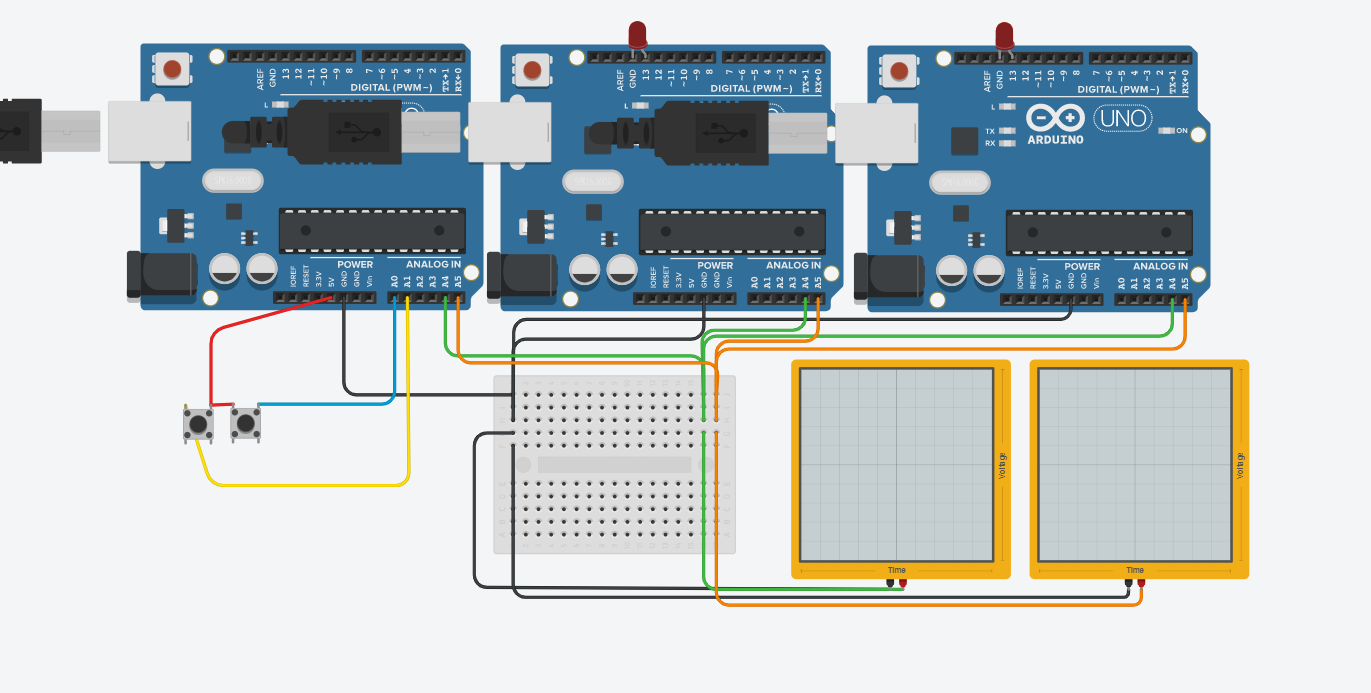 AREF
GND
13
12
~11
~10
~9
8
7
~6
~5
4
~3
2
TX→1
RX←0
DIGITAL (PWM~)
L
IOREF
RESET
3.3V
5V
GND
GND
Vin
POWER
A0
A1
A2
A3
A4
A5
ANALOG IN
AREF
GND
13
12
~11
~10
~9
8
7
~6
~5
4
~3
2
TX→1
RX←0
DIGITAL (PWM~)
L
IOREF
RESET
3.3V
5V
GND
GND
Vin
POWER
A0
A1
A2
A3
A4
A5
ANALOG IN
AREF
GND
13
12
~11
~10
~9
8
7
~6
~5
4
~3
2
TX→1
RX←0
DIGITAL (PWM~)
L
TX
RX
ARDUINO
UNO
ON
IOREF
RESET
3.3V
5V
GND
GND
Vin
POWER
A0
A1
A2
A3
A4
A5
ANALOG IN
Voltage
Time
Voltage
Time